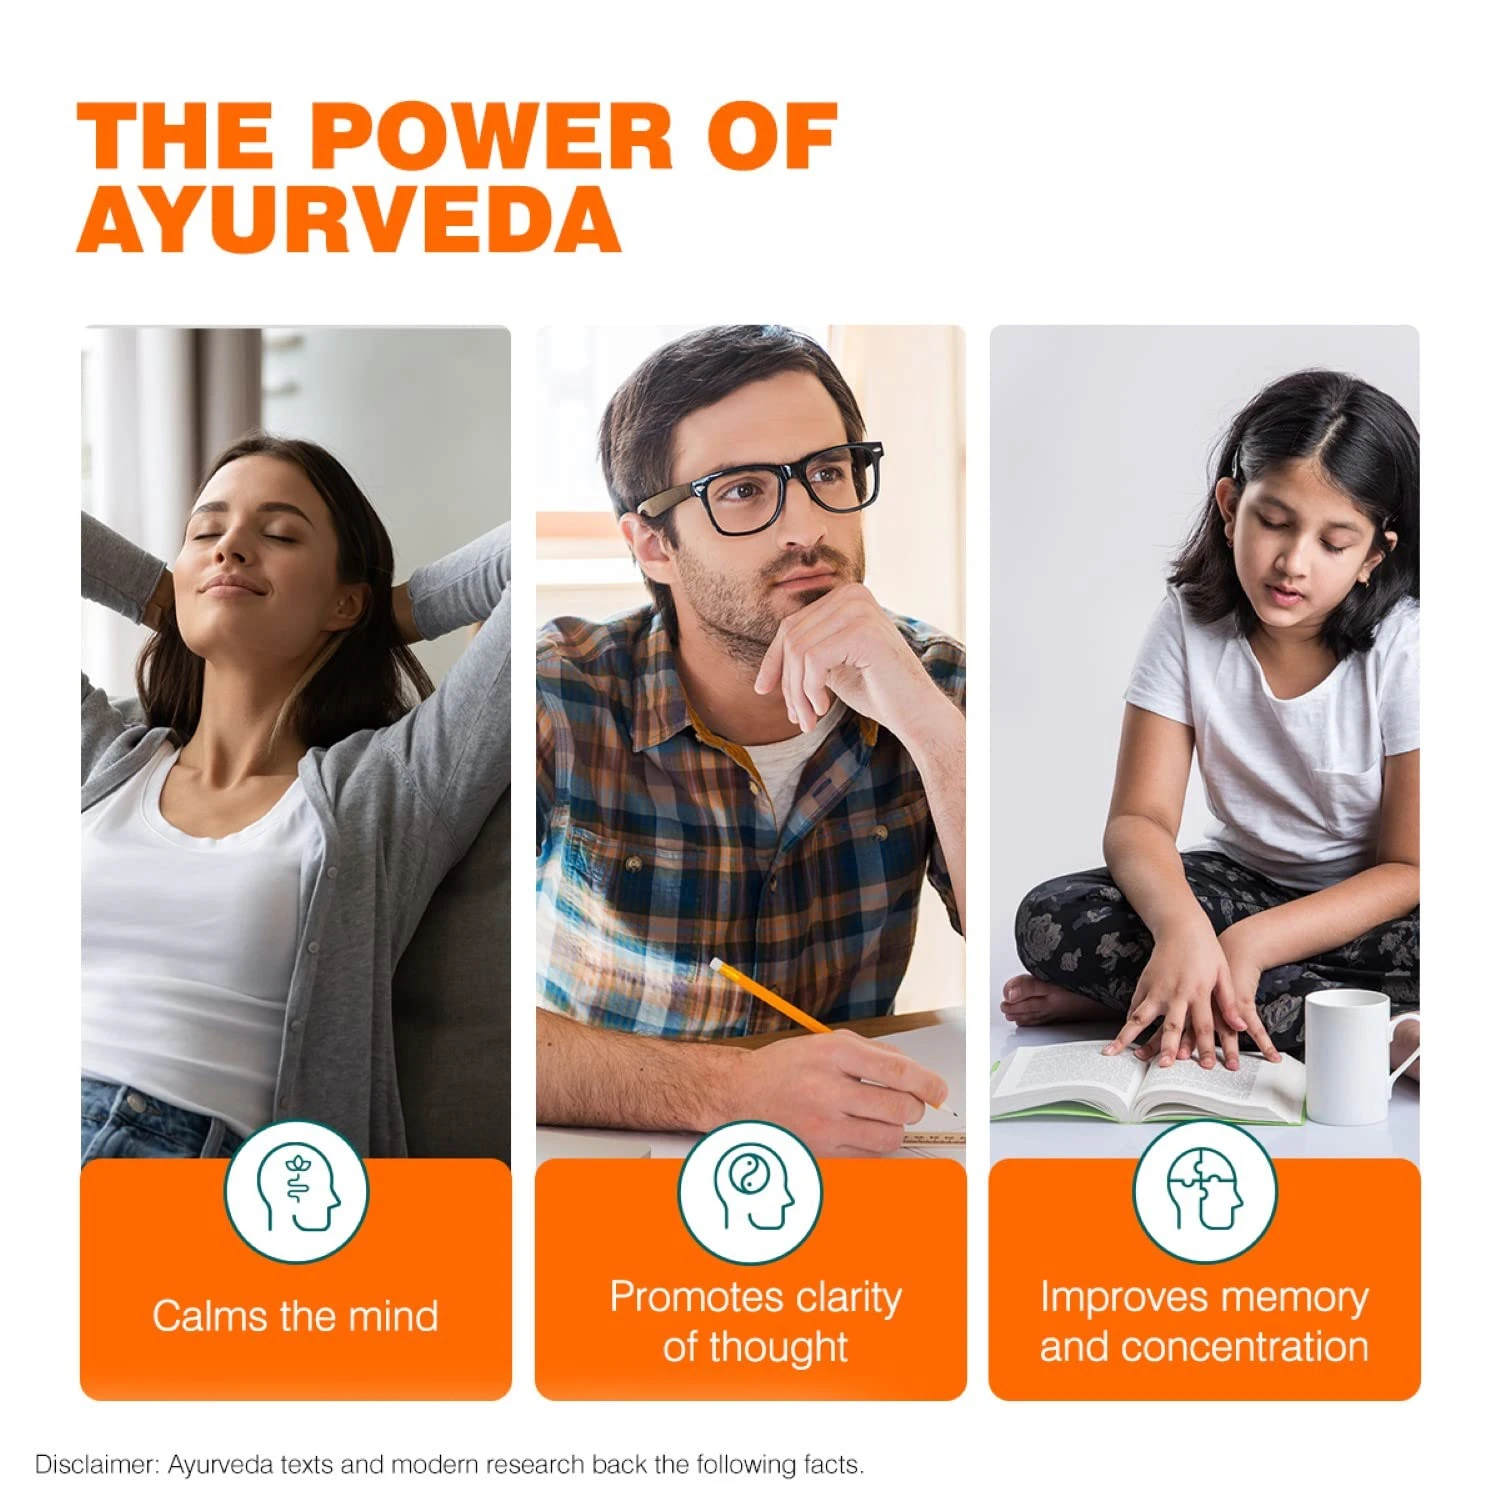 THE POWER OF
AYURVEDA
Calms the mind
Promotes clarity
of thought
Improves memory
and concentration
Disclaimer: Ayurveda texts and modern research back the following facts.